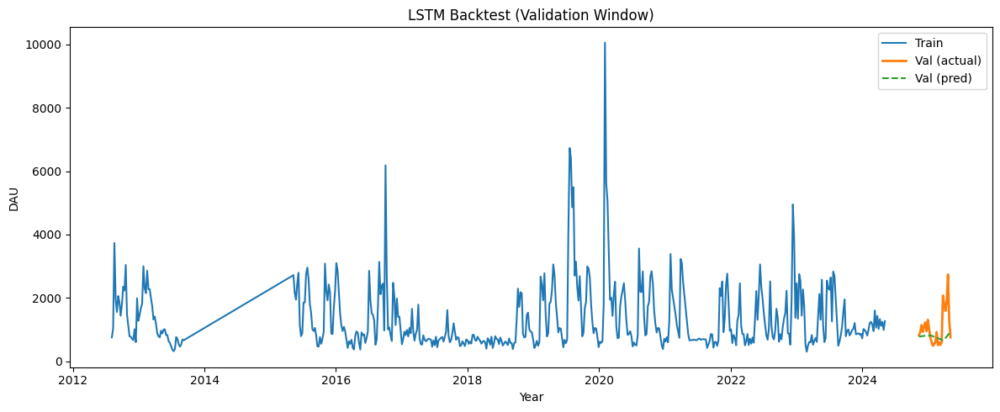 LSTM Backtest (Validation Window)
Train
Val (actual)
Val (pred)
10000
8000
6000
4000
2000
0
DAU
2012 2014 2016 2018 2020 2022 2024
Year